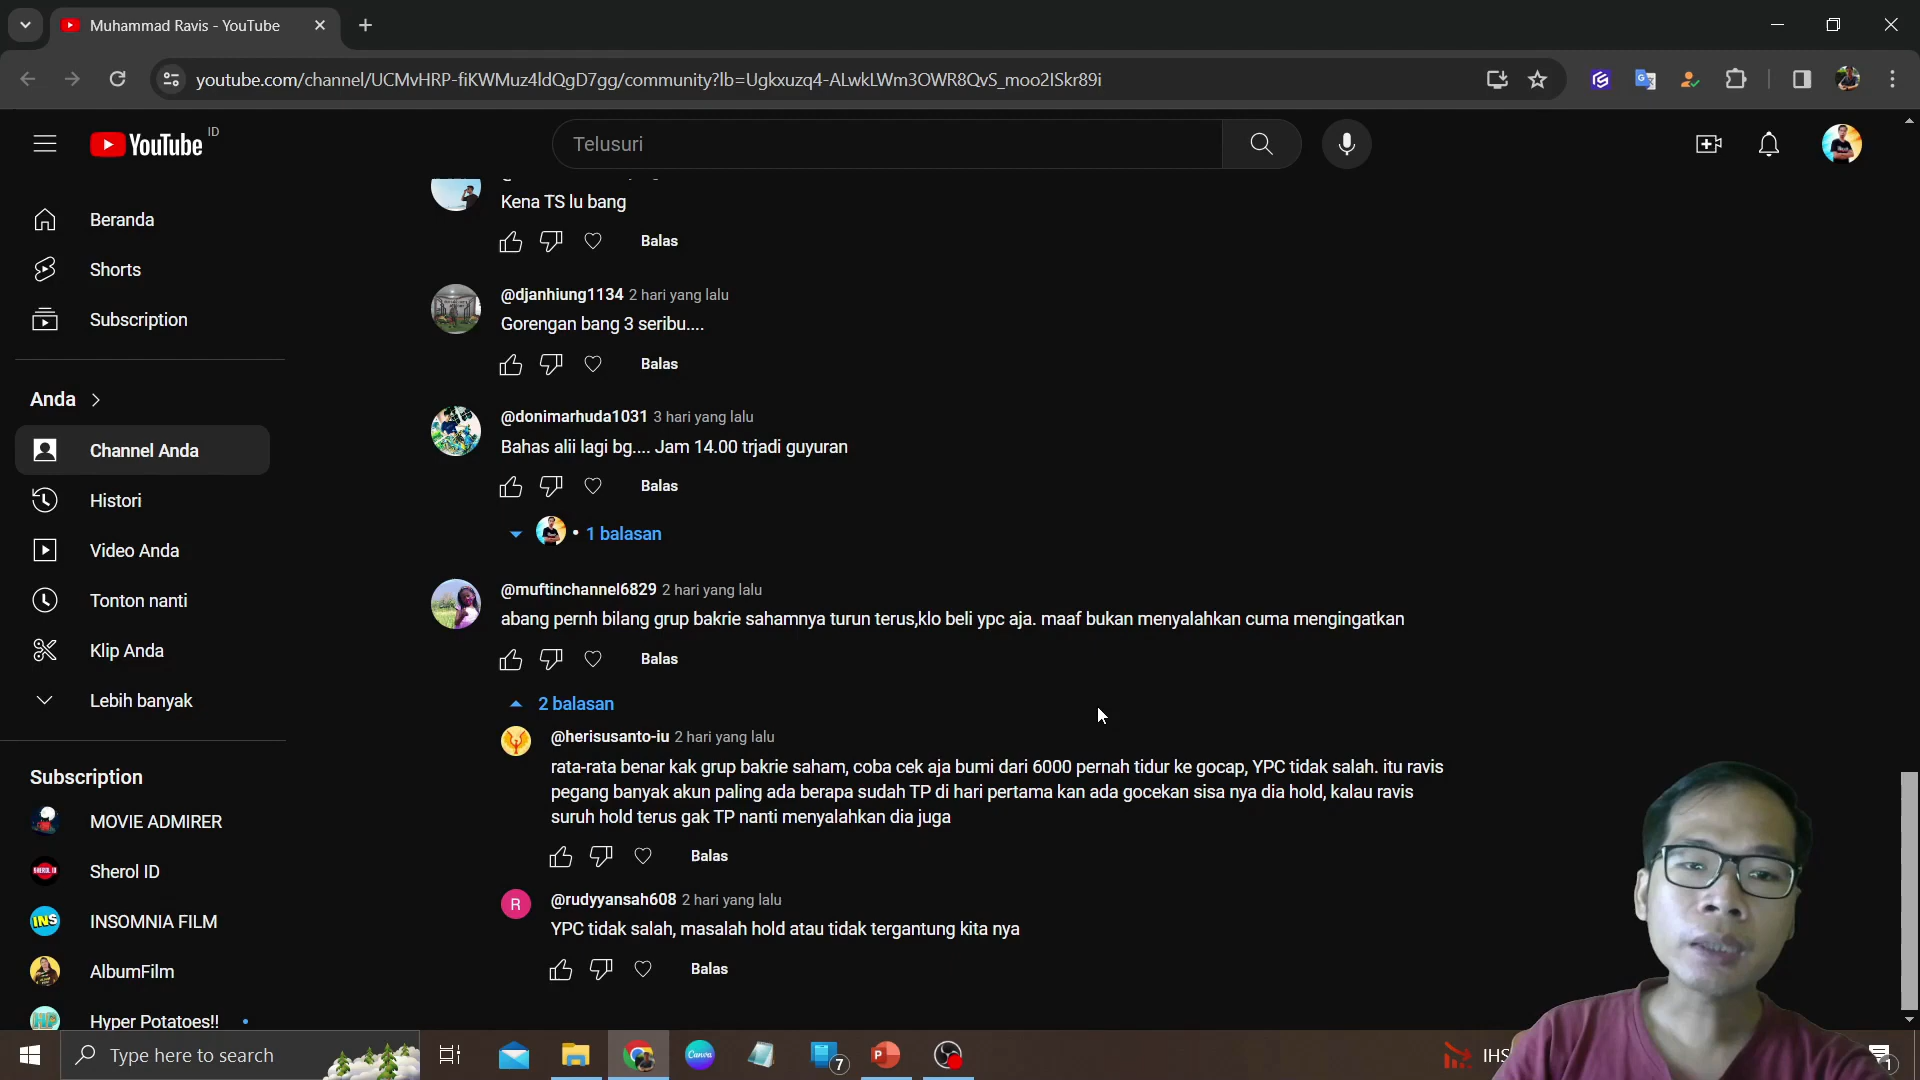 Muhammad Ravis - YouTube
youtube.com/channel/UCMvHRP-fiKWMuz4ldQgD7gg/community?lb=Ugkxuzq4-ALwkLWm3OWR8QvS_moo2ISkr89i
YouTube ID
Telusuri
Beranda
Shorts
Subscription
Anda
Channel Anda
Histori
Video Anda
Tonton nanti
Klip Anda
Lebih banyak
Subscription
MOVIE ADMIRER
Sherol ID
INSOMNIA FILM
AlbumFilm
Hyper Potatoes!!
Kena TS lu bang
Balas
@djanhiung1134 2 hari yang lalu
Gorengan bang 3 seribu....
Balas
@donimarhuda1031 3 hari yang lalu
Bahas alii lagi bg.... Jam 14.00 trjadi guyuran
Balas
• 1 balasan
@muftinchannel6829 2 hari yang lalu
abang pernh bilang grup bakrie sahamnya turun terus,klo beli ypc aja. maaf bukan menyalahkan cuma mengingatkan
Balas
2 balasan
@herisusanto-iu 2 hari yang lalu
rata-rata benar kak grup bakrie saham, coba cek aja bumi dari 6000 pernah tidur ke gocap, YPC tidak salah. itu ravis
pegang banyak akun paling ada berapa sudah TP di hari pertama kan ada gocekan sisa nya dia hold, kalau ravis
suruh hold terus gak TP nanti menyalahkan dia juga
Balas
R
@rudyyansah608 2 hari yang lalu
YPC tidak salah, masalah hold atau tidak tergantung kita nya
Balas
Type here to search
Canva
7
P
IHS
1